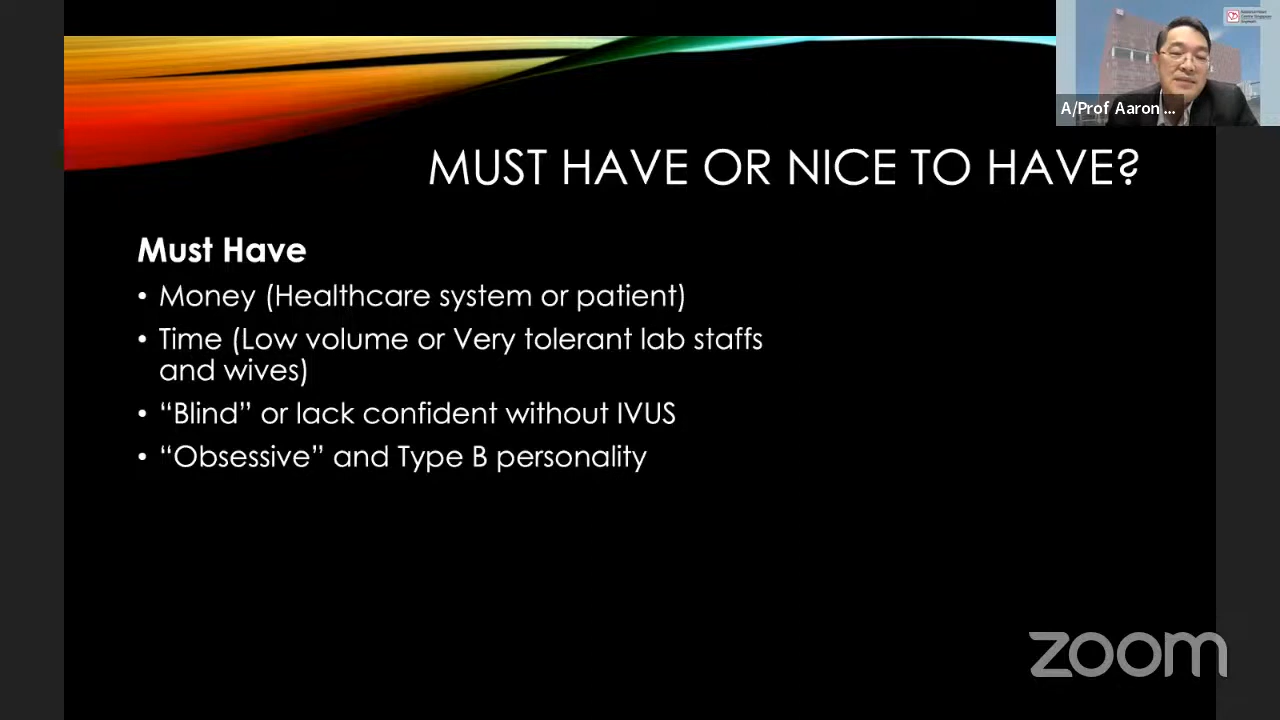 A/Prof Aaron ...
MUST HAVE OR NICE TO HAVE?
Must Have
• Money (Healthcare system or patient)
• Time (Low volume or Very tolerant lab staffs
and wives)
• “Blind” or lack confident without IVUS
• “Obsessive” and Type B personality
zoom